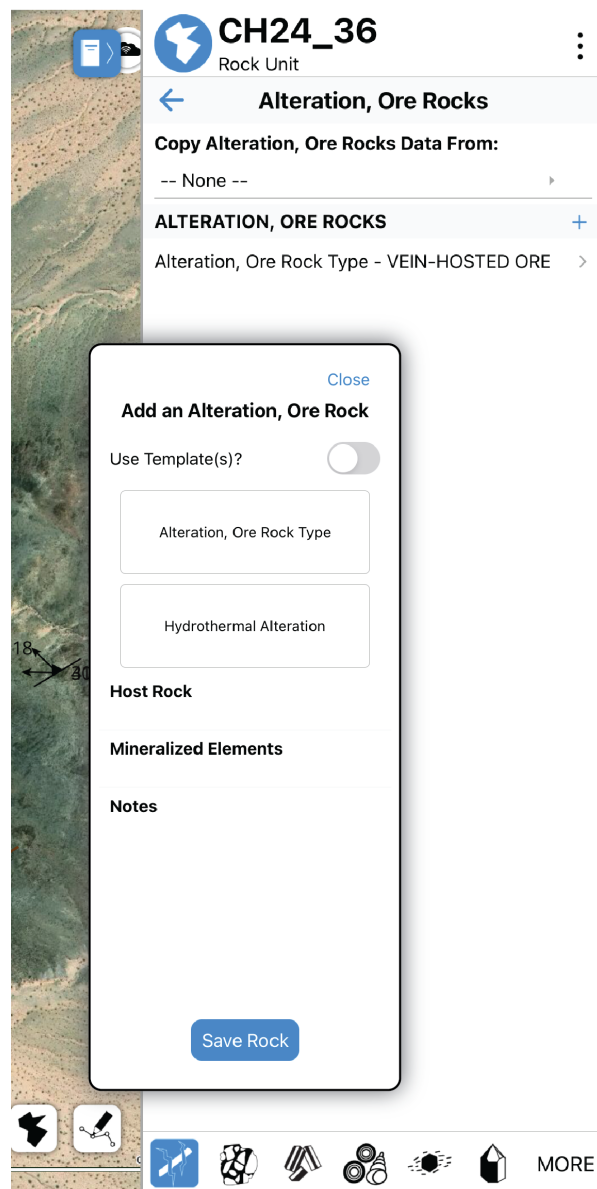 CH24_36
Rock Unit
Alteration, Ore Rocks
Copy Alteration, Ore Rocks Data From:
-- None --
ALTERATION, ORE ROCKS
Alteration, Ore Rock Type - VEIN-HOSTED ORE
Close
Add an Alteration, Ore Rock
Use Template(s)?
Alteration, Ore Rock Type
Hydrothermal Alteration
18
Host Rock
Mineralized Elements
Notes
Save Rock
MORE